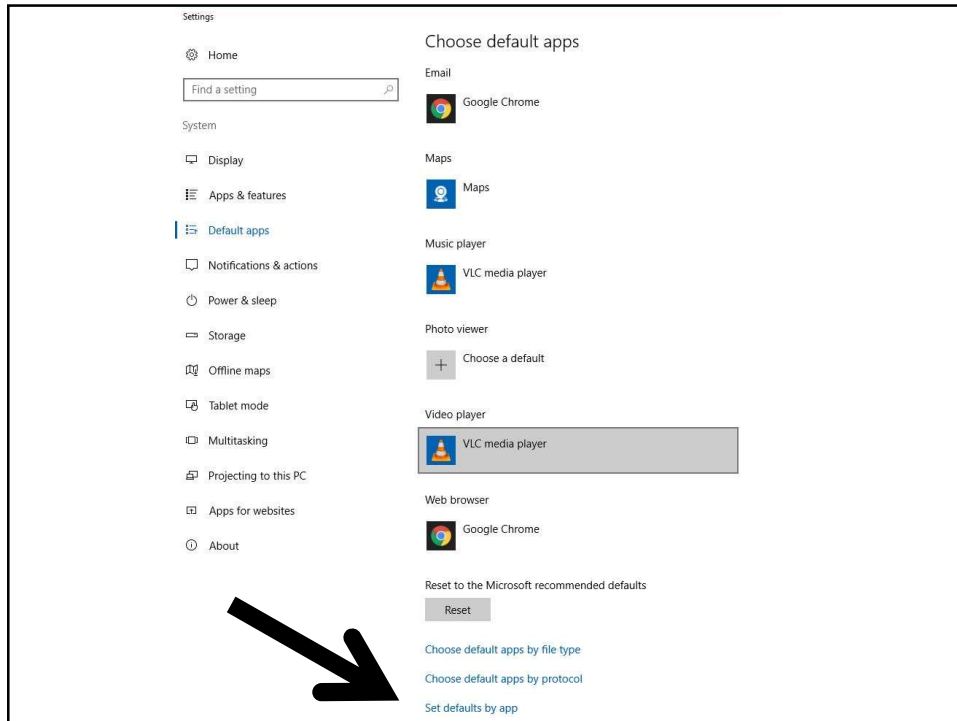 Settings
Home
Find a setting
System
Display
Apps & features
Default apps
Notifications & actions
Power & sleep
Storage
Offline maps
Tablet mode
Multitasking
Projecting to this PC
Apps for websites
About
Choose default apps
Email
Google Chrome
Maps
Maps
Music player
VLC media player
Photo viewer
Choose a default
Video player
VLC media player
Web browser
Google Chrome
Reset to the Microsoft recommended defaults
Reset
Choose default apps by file type
Choose default apps by protocol
Set defaults by app